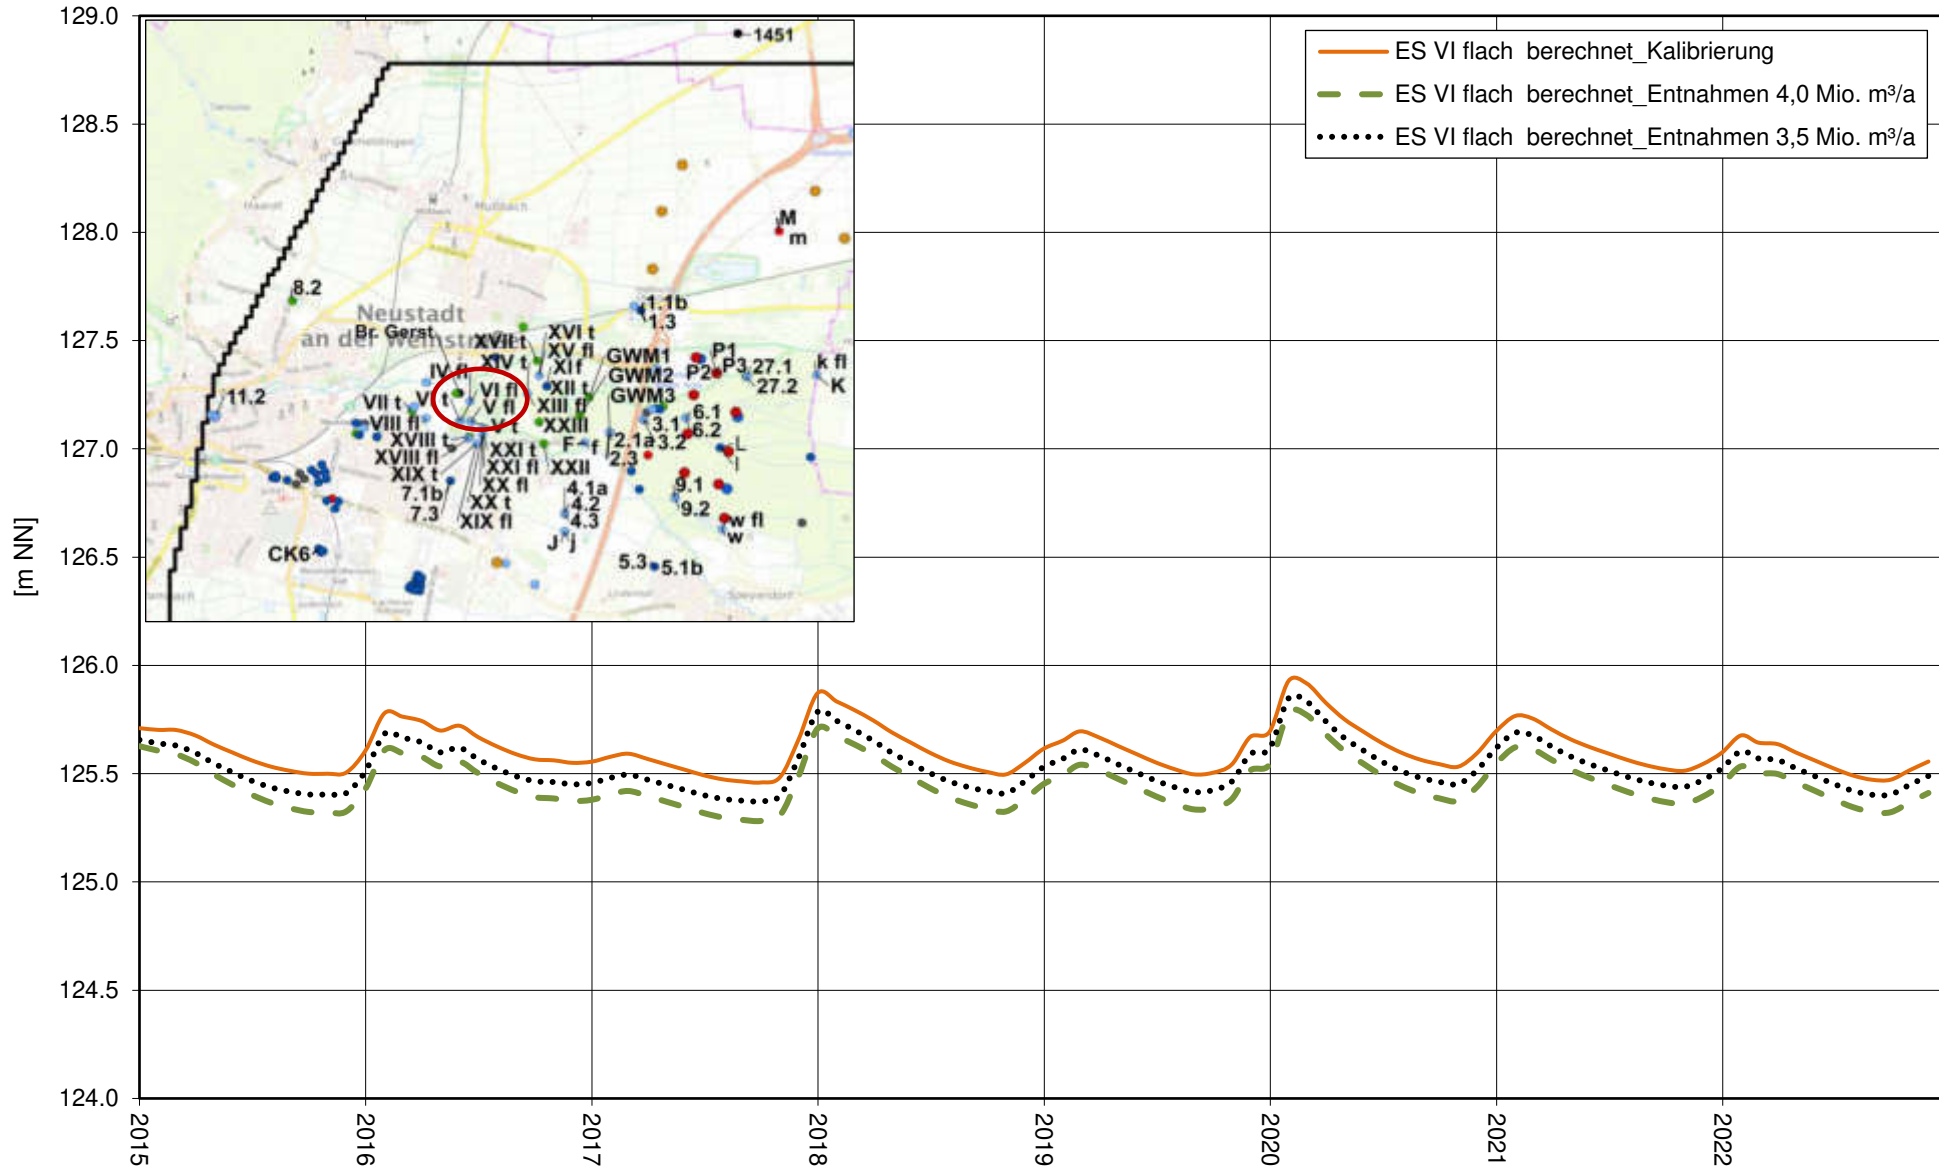 129.0
128.5
128.0
127.5
127.0
126.5
126.0
125.5
125.0
124.5
124.0
[m NN]
2015
2016
2017
2018
2019
2020
2021
2022
ES VI flach berechnet_Kalibrierung
ES VI flach berechnet_Entnahmen 4,0 Mio. m³/a
ES VI flach berechnet_Entnahmen 3,5 Mio. m³/a
1451
M
m
8.2
Neustadt
an der Weinstraße
Br. Gerst
1.1b
1.3
XVII t
XVI t
XV fl
XIV t
XI f
GWM1
GWM2
GWM3
P1
P2
P3
27.1
27.2
k fl
K
IV fl
VI fl
V fl
XII t
XIII fl
XXIII
11.2
VII t
VIII fl
V t
XVIII t
XVIII fl
XIX t
XXI t
XXI fl
XX fl
XX t
XIX fl
XXII
F
f
2.1a
2.3
3.1
3.2
6.1
6.2
L
l
7.1b
7.3
4.1a
4.2
4.3
J
j
9.1
9.2
w fl
w
CK6
5.3
5.1b
Mußbach
Haardt